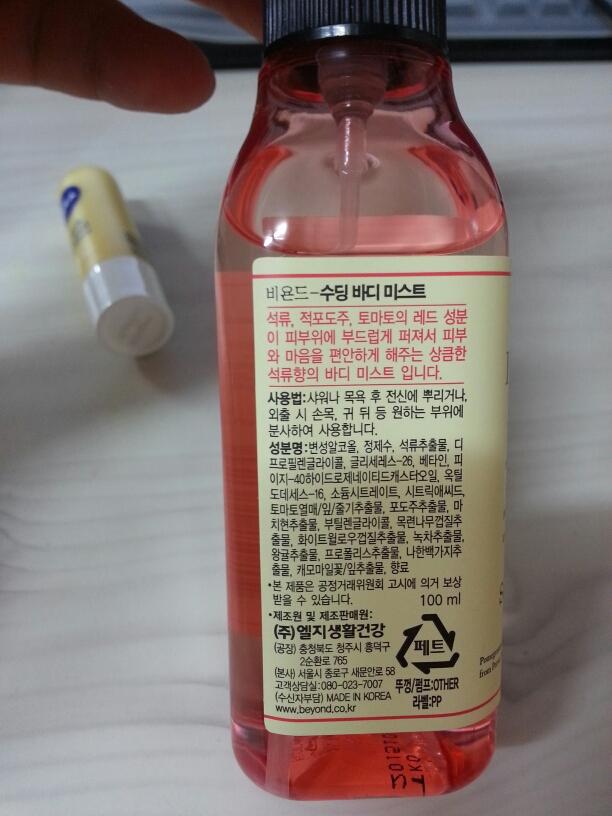 비욘드-수딩 바디 미스트
석류, 적포도주, 토마토의 레드 성분
이 피부위에 부드럽게 퍼져서 피부
와 마음을 편안하게 해주는 상큼한
석류향의 바디 미스트 입니다.
사용법:샤워나 목욕 후 전신에 뿌리거나,
외출 시 손목, 귀 뒤 등 원하는 부위에
분사하여 사용합니다.
성분명:변성알코올, 정제수, 석류추출물, 디
프로필렌글라이콜, 글리세레스-26, 베타인, 피
이지-40하이드로제네이티드캐스터오일, 옥틸
도데세스-16, 소듐시트레이트, 시트릭애씨드,
토마토열매/잎/줄기추출물, 포도주추출물, 마
치현추출물, 부틸렌글라이콜, 목련나무껍질추
출물, 화이트윌로우껍질추출물, 녹차추출물,
왕귤추출물, 프로폴리스추출물, 나한백가지추
출물, 캐모마일꽃/잎추출물, 향료
•본 제품은 공정거래위원회 고시에 의거 보상
받을 수 있습니다. 100 ml
•제조원 및 제조판매원:
(주)엘지생활건강
(공장) 충청북도 청주시 흥덕구
2순환로 765
(본사) 서울시 종로구 새문안로 58
고객상담실:080-023-7007
(수신자부담) MADE IN KOREA
www.beyond.co.kr
페트
뚜껑/펌프:OTHER
라벨:PP